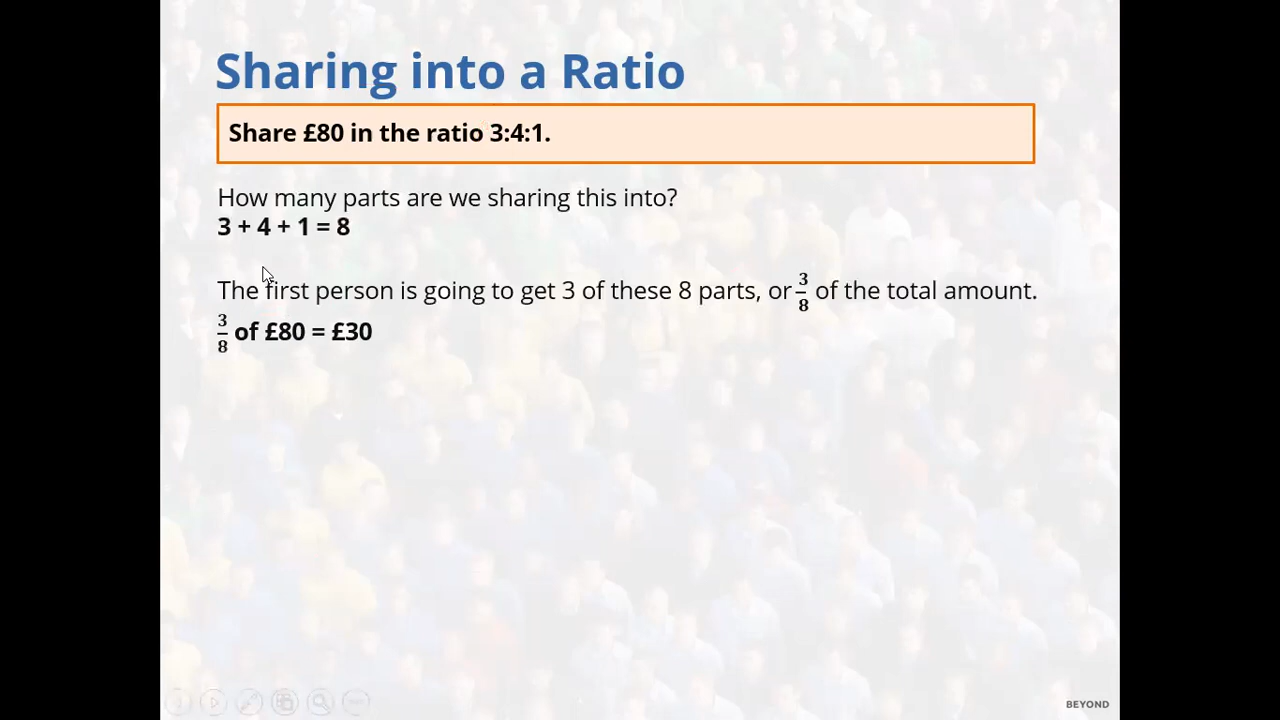 Sharing into a Ratio
Share £80 in the ratio 3:4:1.
How many parts are we sharing this into?
3 + 4 + 1 = 8
The first person is going to get 3 of these 8 parts, or 3/8 of the total amount.
3/8 of £80 = £30
BEYOND